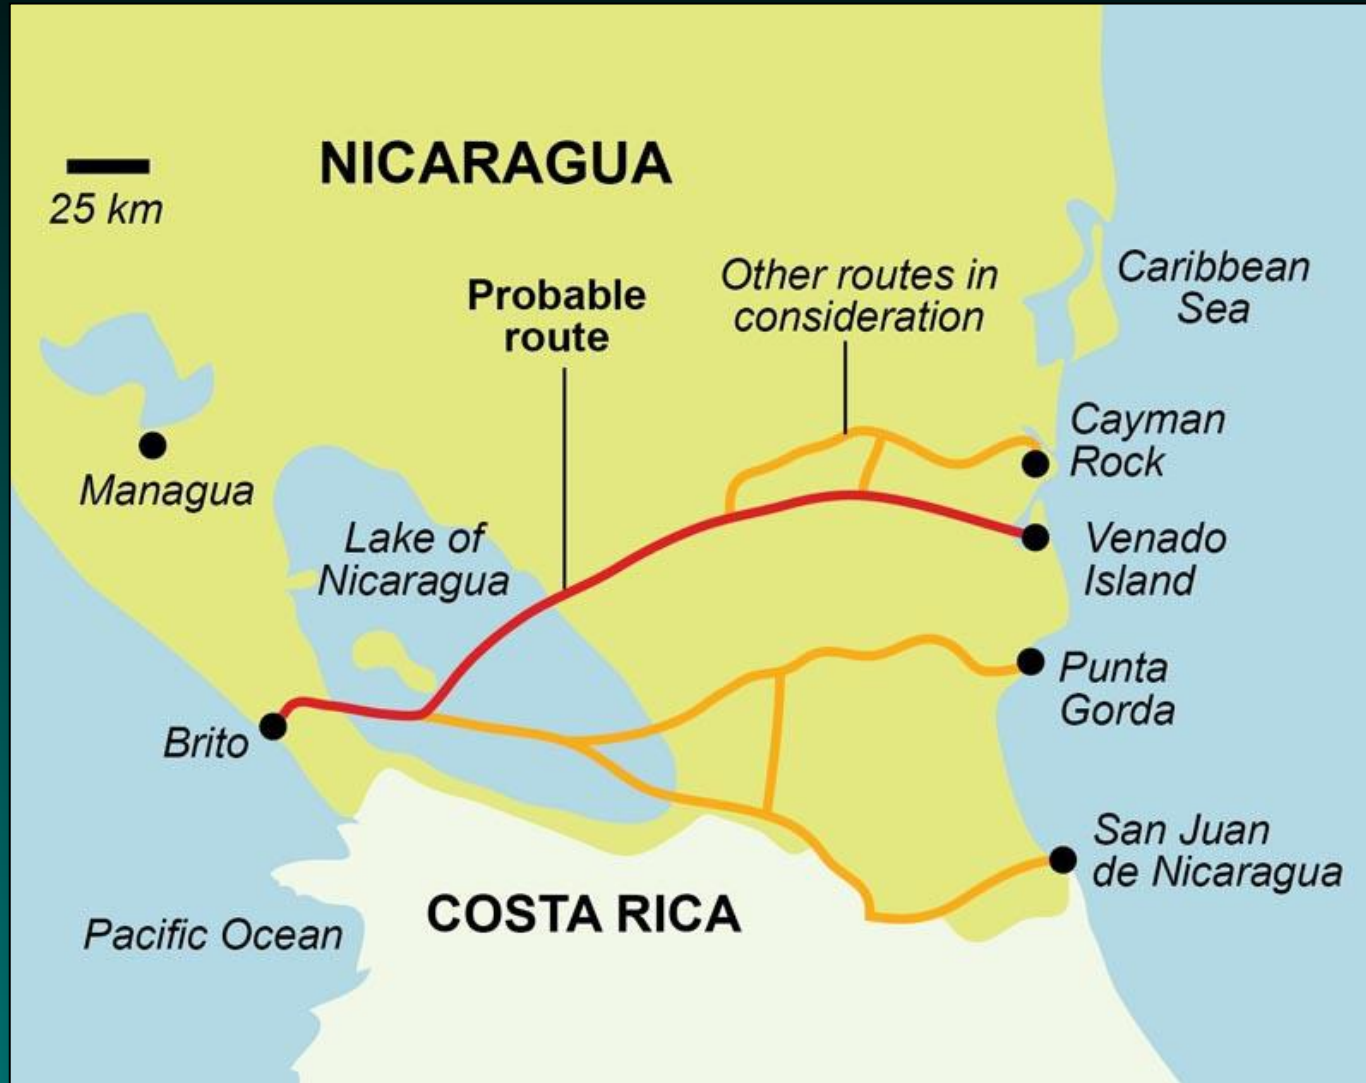 NICARAGUA
25 km
Probable
route
Other routes in
consideration
Caribbean
Sea
Cayman
Rock
Managua
Lake of
Nicaragua
Venado
Island
Punta
Gorda
Brito
San Juan
de Nicaragua
COSTA RICA
Pacific Ocean